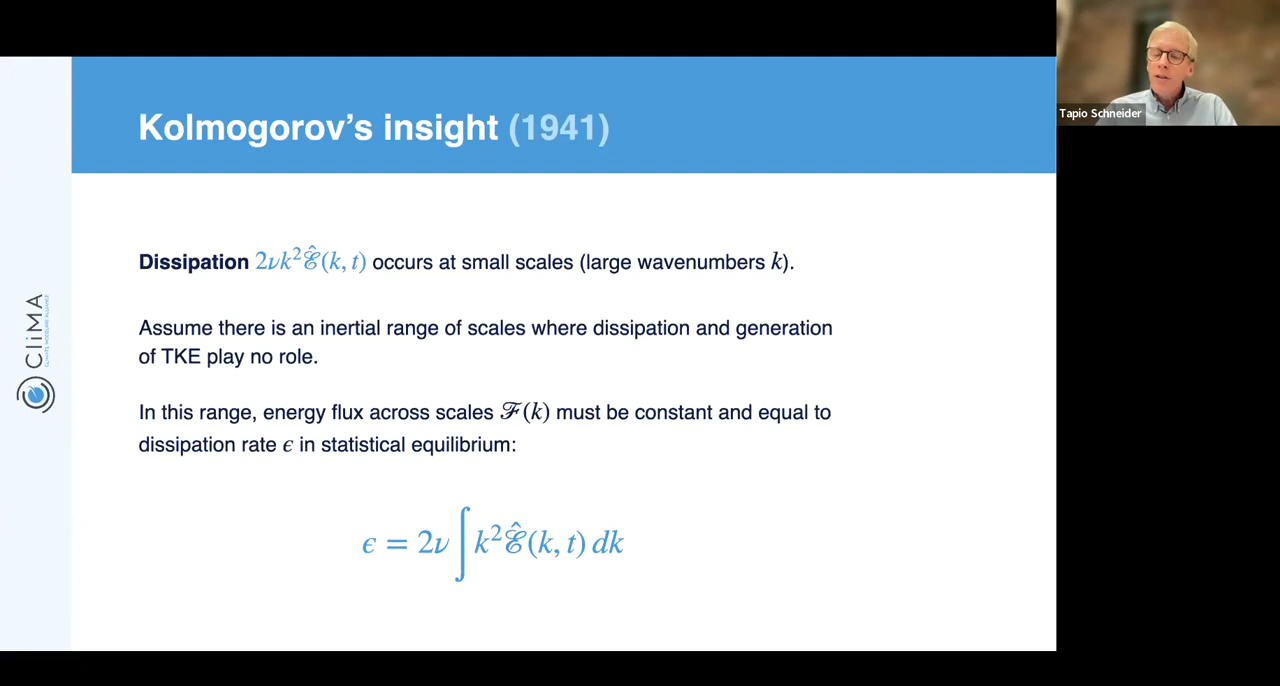 Kolmogorov's insight (1941)
Tapio Schneider
Dissipation 2νk²ℰ̂(k, t) occurs at small scales (large wavenumbers k).
Assume there is an inertial range of scales where dissipation and generation
of TKE play no role.
In this range, energy flux across scales ℱ(k) must be constant and equal to
dissipation rate ϵ in statistical equilibrium:
ϵ = 2ν ∫ k²ℰ̂(k, t) dk
CliMA